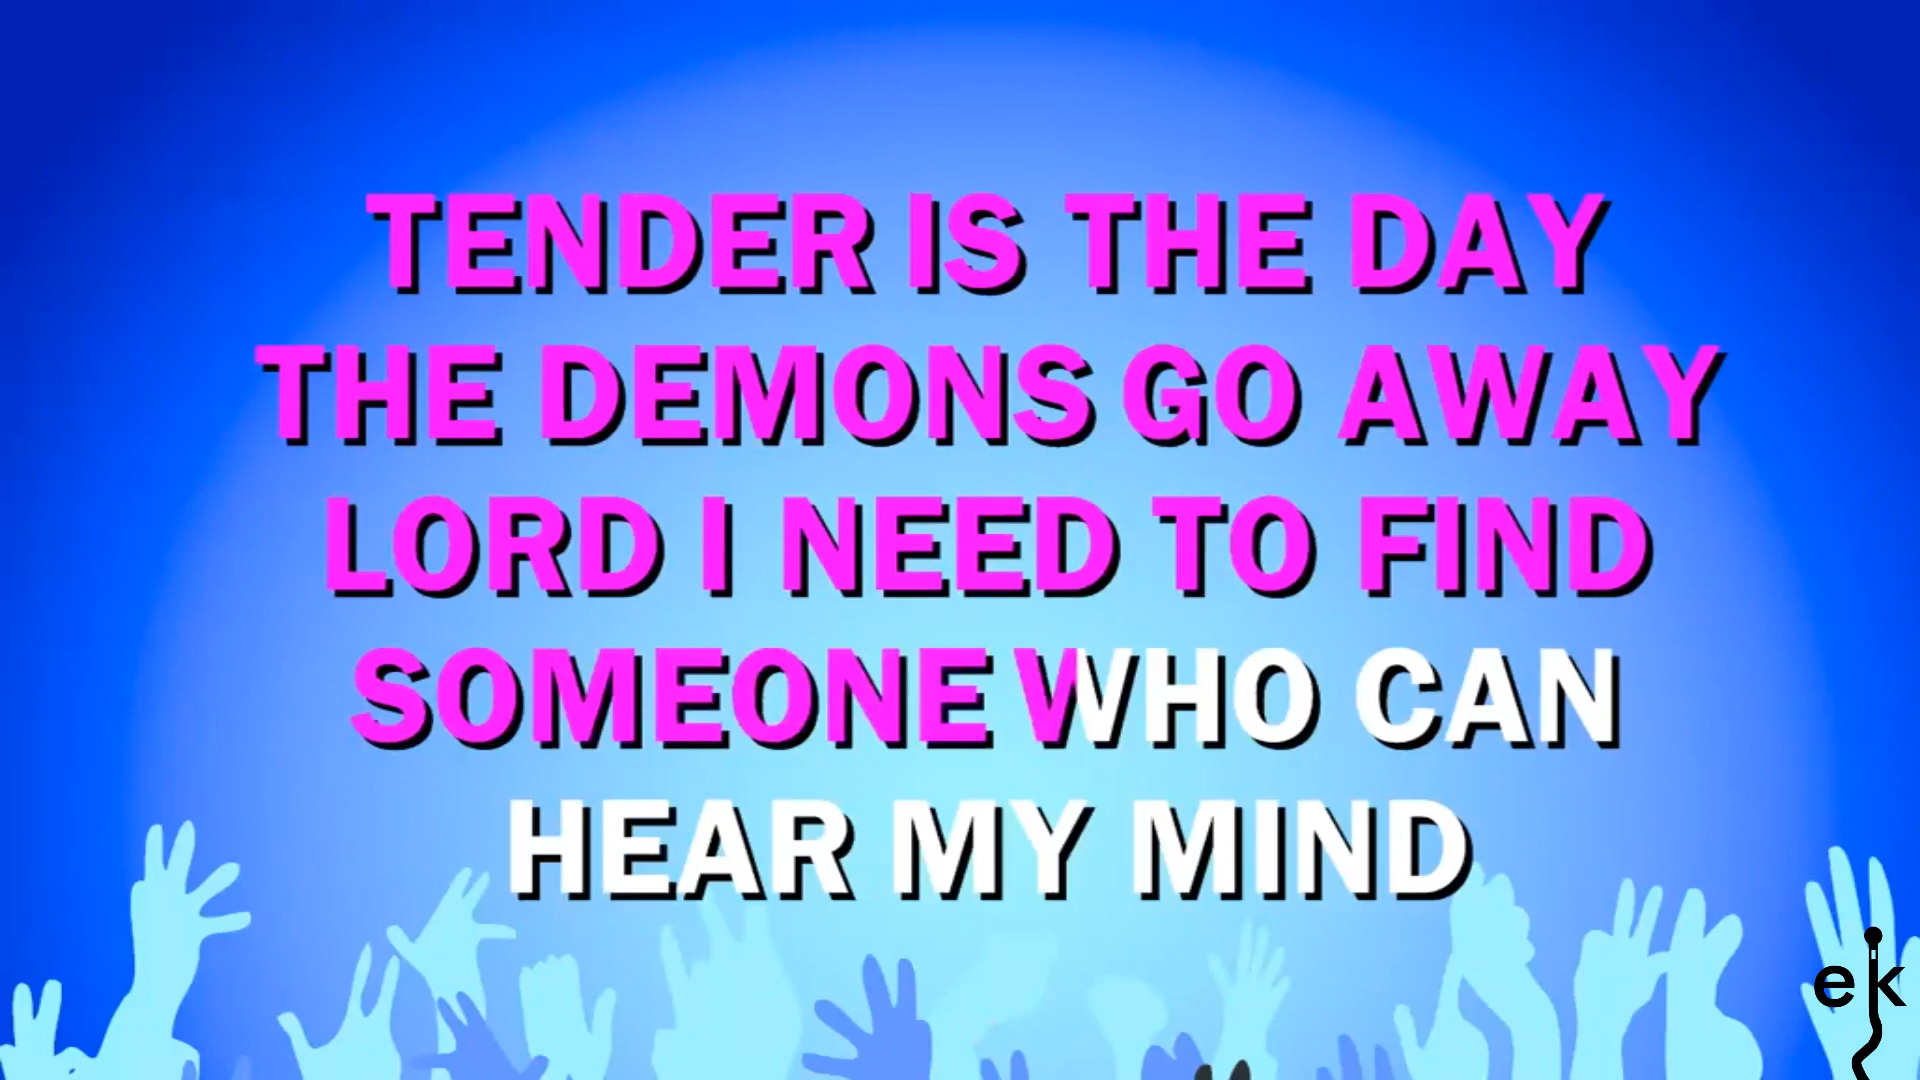 TENDER IS THE DAY
THE DEMONS GO AWAY
LORD I NEED TO FIND
SOMEONE WHO CAN
HEAR MY MIND
ek